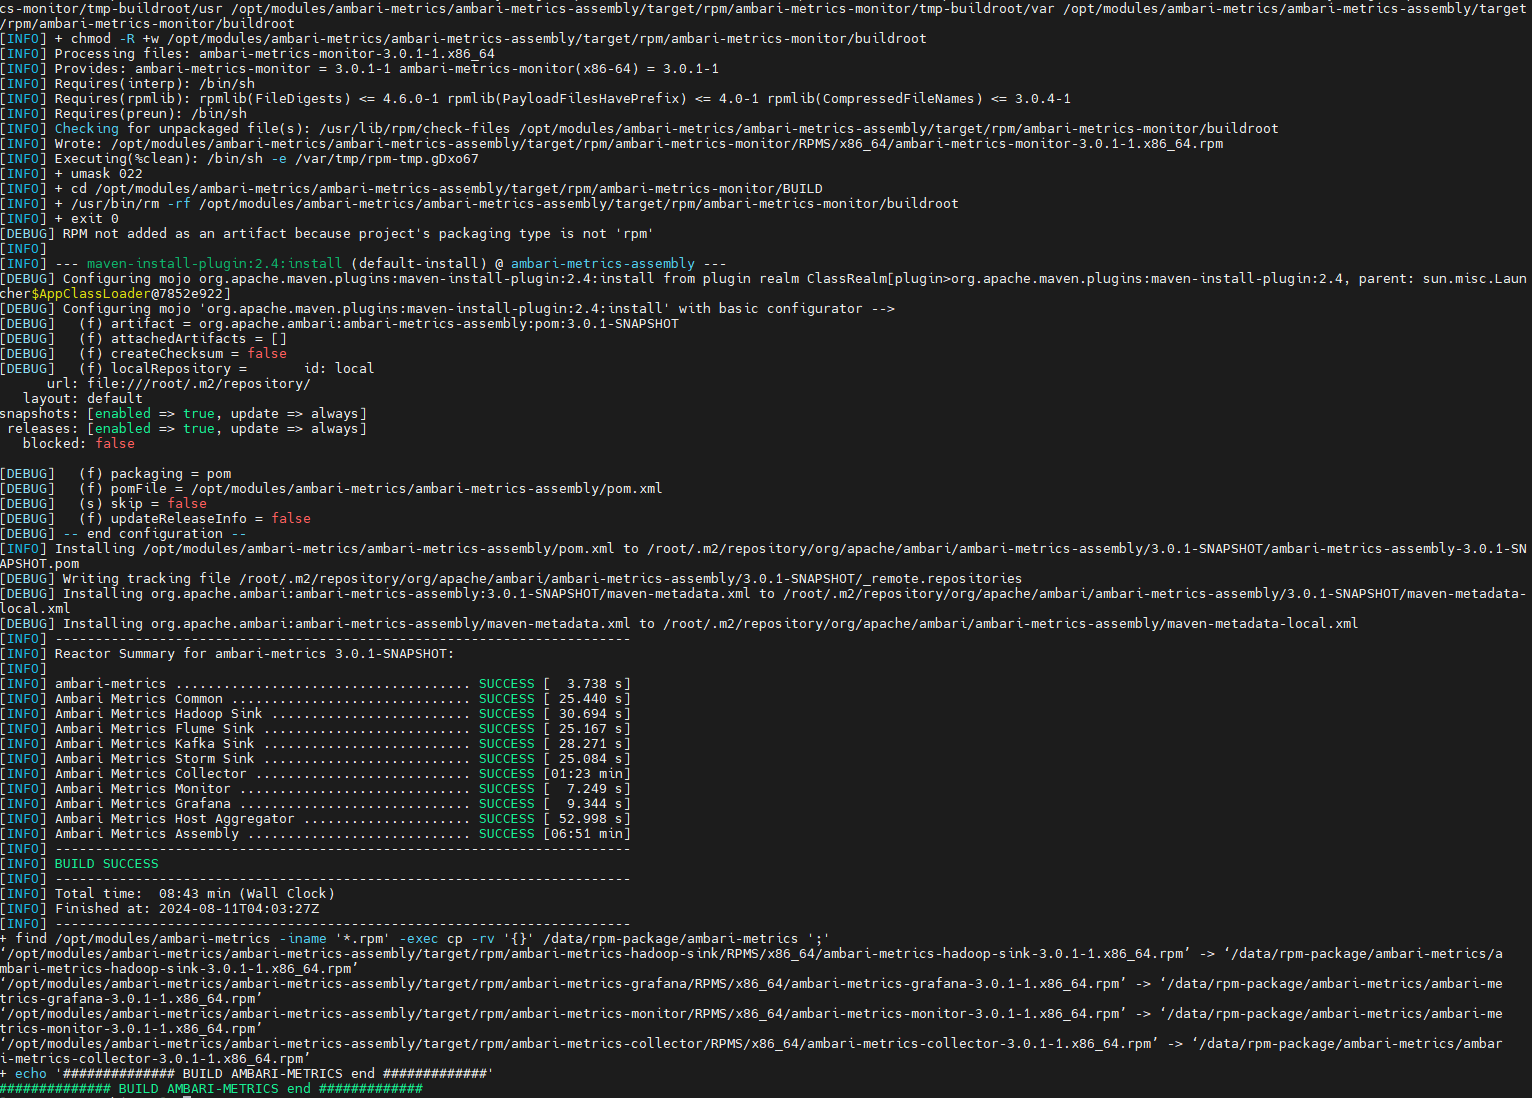 cs-monitor/tmp-buildroot/usr /opt/modules/ambari-metrics/ambari-metrics-assembly/target/rpm/ambari-metrics-monitor/tmp-buildroot/var /opt/modules/ambari-metrics/ambari-metrics-assembly/target
/rpm/ambari-metrics-monitor/buildroot
[INFO] + chmod -R +w /opt/modules/ambari-metrics/ambari-metrics-assembly/target/rpm/ambari-metrics-monitor/buildroot
[INFO] Processing files: ambari-metrics-monitor-3.0.1-1.x86_64
[INFO] Provides: ambari-metrics-monitor = 3.0.1-1 ambari-metrics-monitor(x86-64) = 3.0.1-1
[INFO] Requires(interp): /bin/sh
[INFO] Requires(rpmlib): rpmlib(FileDigests) <= 4.6.0-1 rpmlib(PayloadFilesHavePrefix) <= 4.0-1 rpmlib(CompressedFileNames) <= 3.0.4-1
[INFO] Requires(preun): /bin/sh
[INFO] Checking for unpackaged file(s): /usr/lib/rpm/check-files /opt/modules/ambari-metrics/ambari-metrics-assembly/target/rpm/ambari-metrics-monitor/buildroot
[INFO] Wrote: /opt/modules/ambari-metrics/ambari-metrics-assembly/target/rpm/ambari-metrics-monitor/RPMS/x86_64/ambari-metrics-monitor-3.0.1-1.x86_64.rpm
[INFO] Executing(%clean): /bin/sh -e /var/tmp/rpm-tmp.gDxo67
[INFO] + umask 022
[INFO] + cd /opt/modules/ambari-metrics/ambari-metrics-assembly/target/rpm/ambari-metrics-monitor/BUILD
[INFO] + /usr/bin/rm -rf /opt/modules/ambari-metrics/ambari-metrics-assembly/target/rpm/ambari-metrics-monitor/buildroot
[INFO] + exit 0
[DEBUG] RPM not added as an artifact because project's packaging type is not 'rpm'
[INFO]
[INFO] --- maven-install-plugin:2.4:install (default-install) @ ambari-metrics-assembly ---
[DEBUG] Configuring mojo org.apache.maven.plugins:maven-install-plugin:2.4:install from plugin realm ClassRealm[plugin>org.apache.maven.plugins:maven-install-plugin:2.4, parent: sun.misc.Laun
cher$AppClassLoader@7852e922]
[DEBUG] Configuring mojo 'org.apache.maven.plugins:maven-install-plugin:2.4:install' with basic configurator -->
[DEBUG]   (f) artifact = org.apache.ambari:ambari-metrics-assembly:pom:3.0.1-SNAPSHOT
[DEBUG]   (f) attachedArtifacts = []
[DEBUG]   (f) createChecksum = false
[DEBUG]   (f) localRepository =       id: local
      url: file:///root/.m2/repository/
   layout: default
snapshots: [enabled => true, update => always]
 releases: [enabled => true, update => always]
   blocked: false
[DEBUG]   (f) packaging = pom
[DEBUG]   (f) pomFile = /opt/modules/ambari-metrics/ambari-metrics-assembly/pom.xml
[DEBUG]   (s) skip = false
[DEBUG]   (f) updateReleaseInfo = false
[DEBUG] -- end configuration --
[INFO] Installing /opt/modules/ambari-metrics/ambari-metrics-assembly/pom.xml to /root/.m2/repository/org/apache/ambari/ambari-metrics-assembly/3.0.1-SNAPSHOT/ambari-metrics-assembly-3.0.1-SN
APSHOT.pom
[DEBUG] Writing tracking file /root/.m2/repository/org/apache/ambari/ambari-metrics-assembly/3.0.1-SNAPSHOT/_remote.repositories
[DEBUG] Installing org.apache.ambari:ambari-metrics-assembly:3.0.1-SNAPSHOT/maven-metadata.xml to /root/.m2/repository/org/apache/ambari/ambari-metrics-assembly/3.0.1-SNAPSHOT/maven-metadata-
local.xml
[DEBUG] Installing org.apache.ambari:ambari-metrics-assembly/maven-metadata.xml to /root/.m2/repository/org/apache/ambari/ambari-metrics-assembly/maven-metadata-local.xml
[INFO] ------------------------------------------------------------------------
[INFO] Reactor Summary for ambari-metrics 3.0.1-SNAPSHOT:
[INFO]
[INFO] ambari-metrics ..................................... SUCCESS [  3.738 s]
[INFO] Ambari Metrics Common .............................. SUCCESS [ 25.440 s]
[INFO] Ambari Metrics Hadoop Sink ......................... SUCCESS [ 30.694 s]
[INFO] Ambari Metrics Flume Sink .......................... SUCCESS [ 25.167 s]
[INFO] Ambari Metrics Kafka Sink .......................... SUCCESS [ 28.271 s]
[INFO] Ambari Metrics Storm Sink .......................... SUCCESS [ 25.084 s]
[INFO] Ambari Metrics Collector ........................... SUCCESS [01:23 min]
[INFO] Ambari Metrics Monitor ............................. SUCCESS [  7.249 s]
[INFO] Ambari Metrics Grafana ............................. SUCCESS [  9.344 s]
[INFO] Ambari Metrics Host Aggregator ..................... SUCCESS [ 52.998 s]
[INFO] Ambari Metrics Assembly ............................ SUCCESS [06:51 min]
[INFO] ------------------------------------------------------------------------
[INFO] BUILD SUCCESS
[INFO] ------------------------------------------------------------------------
[INFO] Total time:  08:43 min (Wall Clock)
[INFO] Finished at: 2024-08-11T04:03:27Z
[INFO] ------------------------------------------------------------------------
+ find /opt/modules/ambari-metrics -iname '*.rpm' -exec cp -rv '{}' /data/rpm-package/ambari-metrics ';'
‘/opt/modules/ambari-metrics/ambari-metrics-assembly/target/rpm/ambari-metrics-hadoop-sink/RPMS/x86_64/ambari-metrics-hadoop-sink-3.0.1-1.x86_64.rpm’ -> ‘/data/rpm-package/ambari-metrics/a
mbari-metrics-hadoop-sink-3.0.1-1.x86_64.rpm’
‘/opt/modules/ambari-metrics/ambari-metrics-assembly/target/rpm/ambari-metrics-grafana/RPMS/x86_64/ambari-metrics-grafana-3.0.1-1.x86_64.rpm’ -> ‘/data/rpm-package/ambari-metrics/ambari-me
trics-grafana-3.0.1-1.x86_64.rpm’
‘/opt/modules/ambari-metrics/ambari-metrics-assembly/target/rpm/ambari-metrics-monitor/RPMS/x86_64/ambari-metrics-monitor-3.0.1-1.x86_64.rpm’ -> ‘/data/rpm-package/ambari-metrics/ambari-me
trics-monitor-3.0.1-1.x86_64.rpm’
‘/opt/modules/ambari-metrics/ambari-metrics-assembly/target/rpm/ambari-metrics-collector/RPMS/x86_64/ambari-metrics-collector-3.0.1-1.x86_64.rpm’ -> ‘/data/rpm-package/ambari-metrics/ambar
i-metrics-collector-3.0.1-1.x86_64.rpm’
+ echo '############## BUILD AMBARI-METRICS end #############'
############## BUILD AMBARI-METRICS end #############